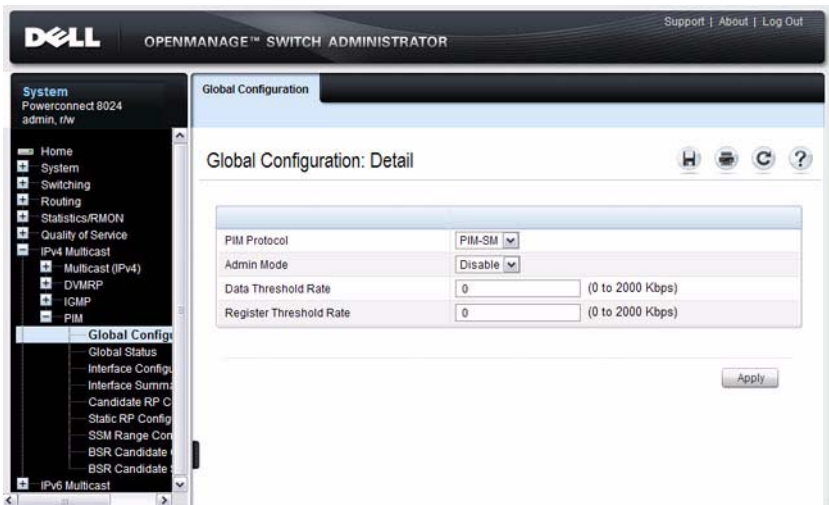 Support | About | Log Out
DELL
OPENMANAGE™ SWITCH ADMINISTRATOR
System
Powerconnect 8024
admin, r/w
Global Configuration
Home
System
Switching
Routing
Statistics/RMON
Quality of Service
IPv4 Multicast
Multicast (IPv4)
DVMRP
IGMP
PIM
Global Configu
Global Status
Interface Configu
Interface Summa
Candidate RP C
Static RP Config
SSM Range Con
BSR Candidate
BSR Candidate
IPv6 Multicast
Global Configuration: Detail
?
PIM Protocol PIM-SM
Admin Mode Disable
Data Threshold Rate 0 (0 to 2000 Kbps)
Register Threshold Rate 0 (0 to 2000 Kbps)
Apply